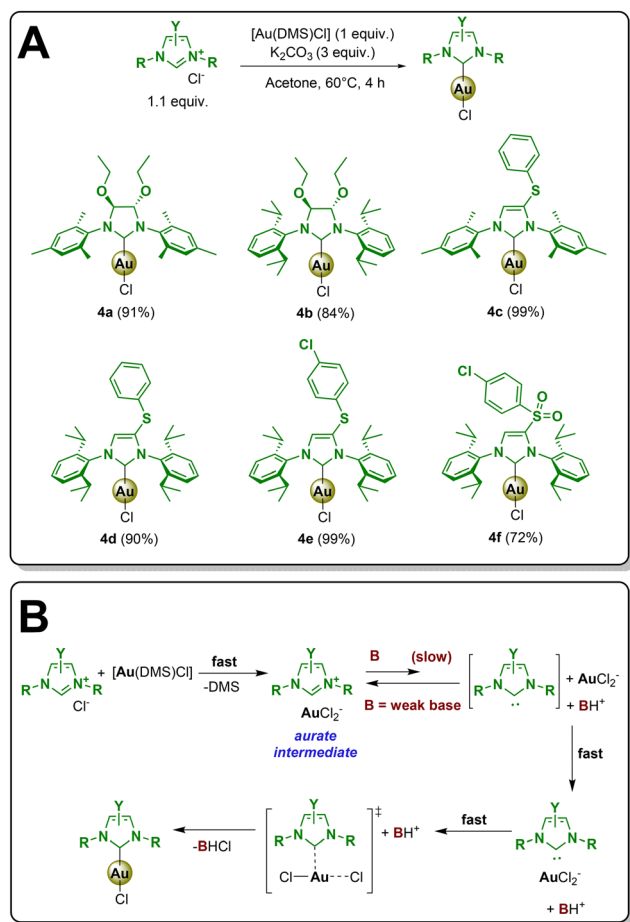 A
Y
R N N+ R
Cl-
1.1 equiv.
[Au(DMS)Cl] (1 equiv.)
K2CO3 (3 equiv.)
Acetone, 60°C, 4 h
Y
R N N R
Au
Cl
O O
N N
Au
Cl
4a (91%)
O O
N N
Au
Cl
4b (84%)
S
N N
Au
Cl
4c (99%)
S
N N
Au
Cl
4d (90%)
Cl
S
N N
Au
Cl
4e (99%)
Cl
O
S O
N N
Au
Cl
4f (72%)
B
Y
R N N+ R
Cl-
+ [Au(DMS)Cl]
fast
-DMS
Y
R N N+ R
AuCl2-
aurate
intermediate
B (slow)
B = weak base
Y
R N N R
..
+ AuCl2-
+ BH+
fast
Y
R N N R
..
AuCl2-
+ BH+
fast
Y
R N N R
Cl Au Cl
‡
+ BH+
-BHCl
Y
R N N R
Au
Cl